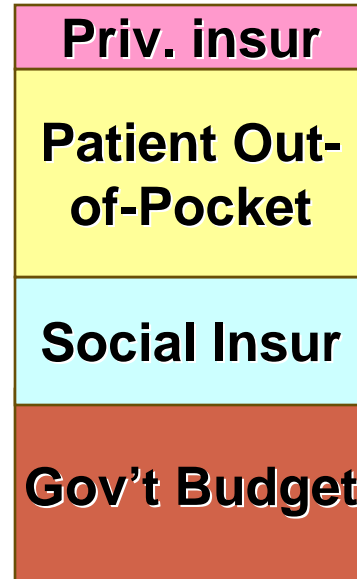 Priv. insur
Patient Out-
of-Pocket
Social Insur
Gov’t Budget